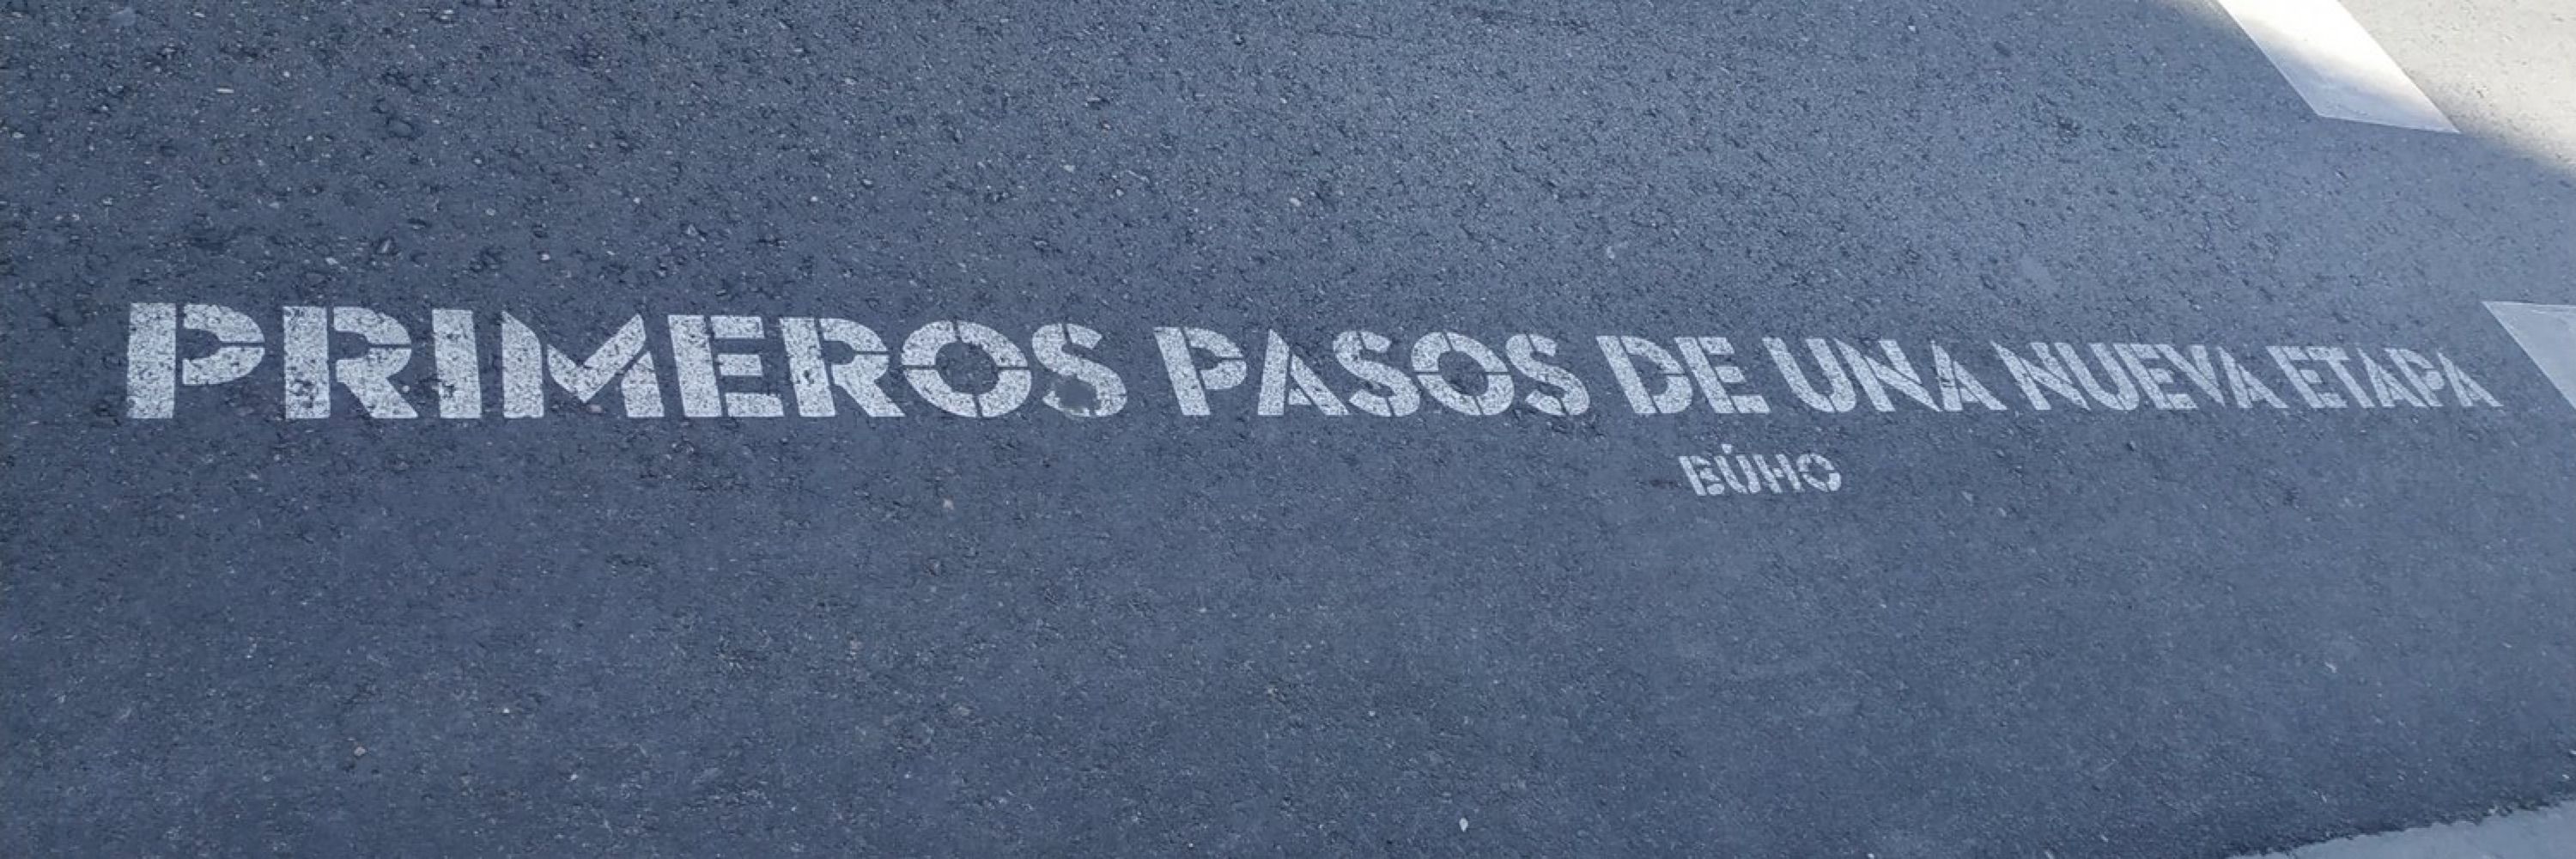 PRIMEROS PASOS DE UNA NUEVA ETAPA
BÚHO